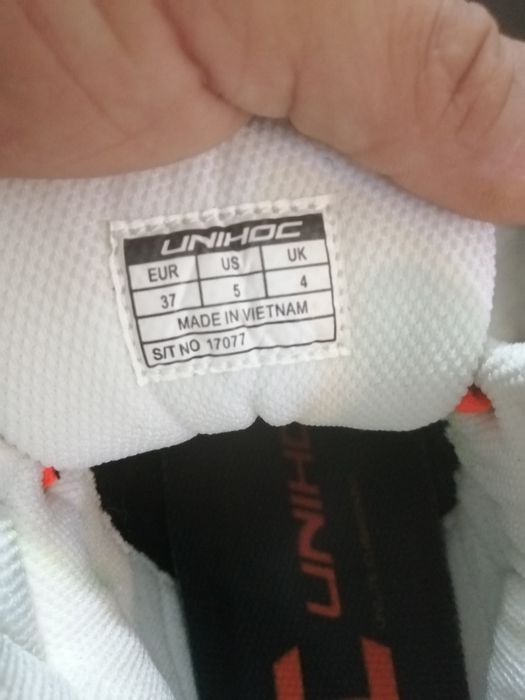 UNIHOC
EUR US UK
37 5 4
MADE IN VIETNAM
S/T NO 17077
UNIHOC